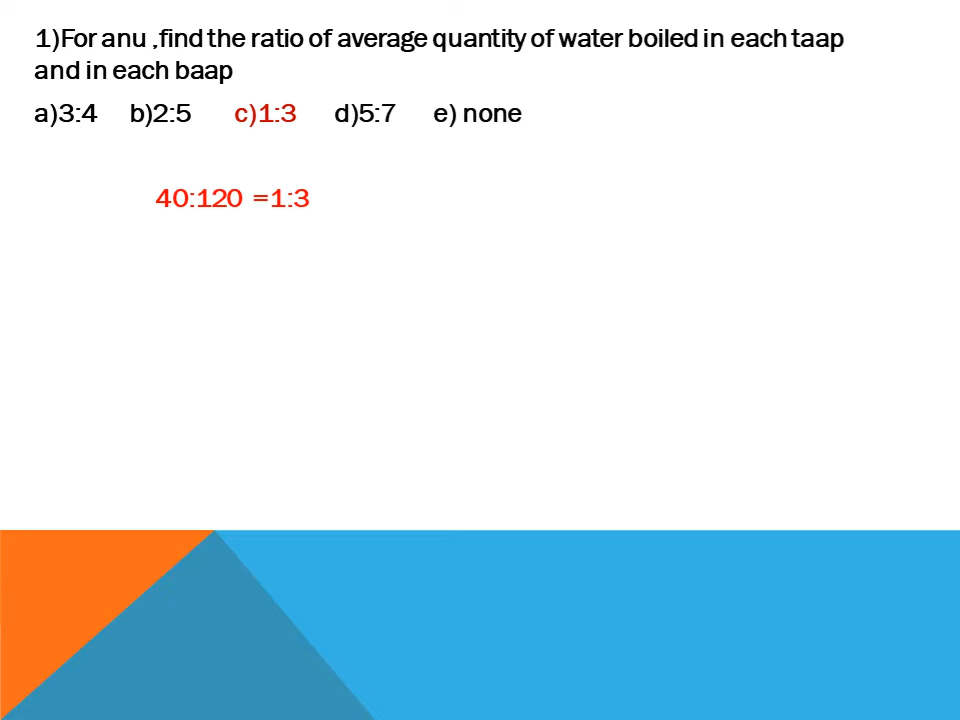 1)For anu ,find the ratio of average quantity of water boiled in each taap
and in each baap
a)3:4 b)2:5 c)1:3 d)5:7 e) none
40:120 =1:3